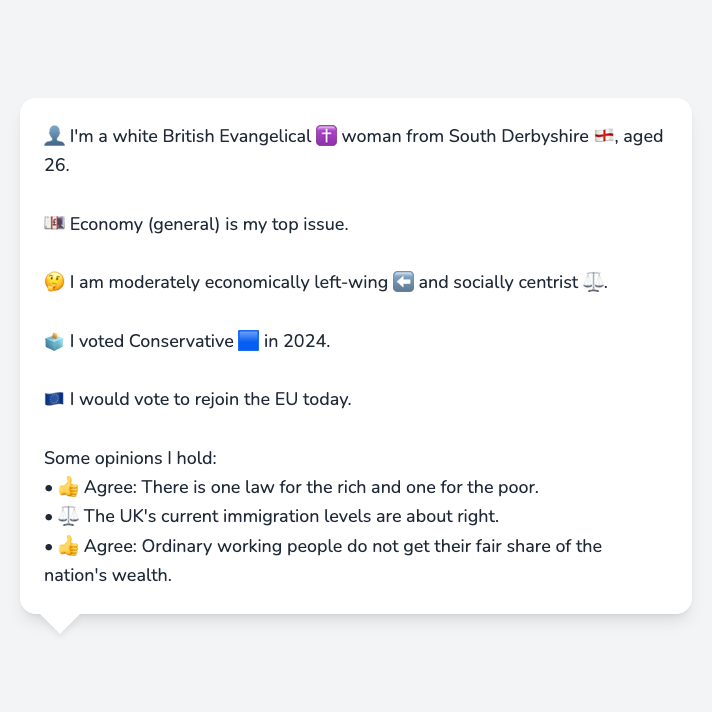 👤 I'm a white British Evangelical ✝️ woman from South Derbyshire 🏴󠁧󠁢󠁥󠁮󠁧󠁿, aged
26.
💷 Economy (general) is my top issue.
🤔 I am moderately economically left-wing ⬅️ and socially centrist ⚖️.
🗳️ I voted Conservative 🟦 in 2024.
🇪🇺 I would vote to rejoin the EU today.
Some opinions I hold:
• 👍 Agree: There is one law for the rich and one for the poor.
• ⚖️ The UK's current immigration levels are about right.
• 👍 Agree: Ordinary working people do not get their fair share of the
nation's wealth.